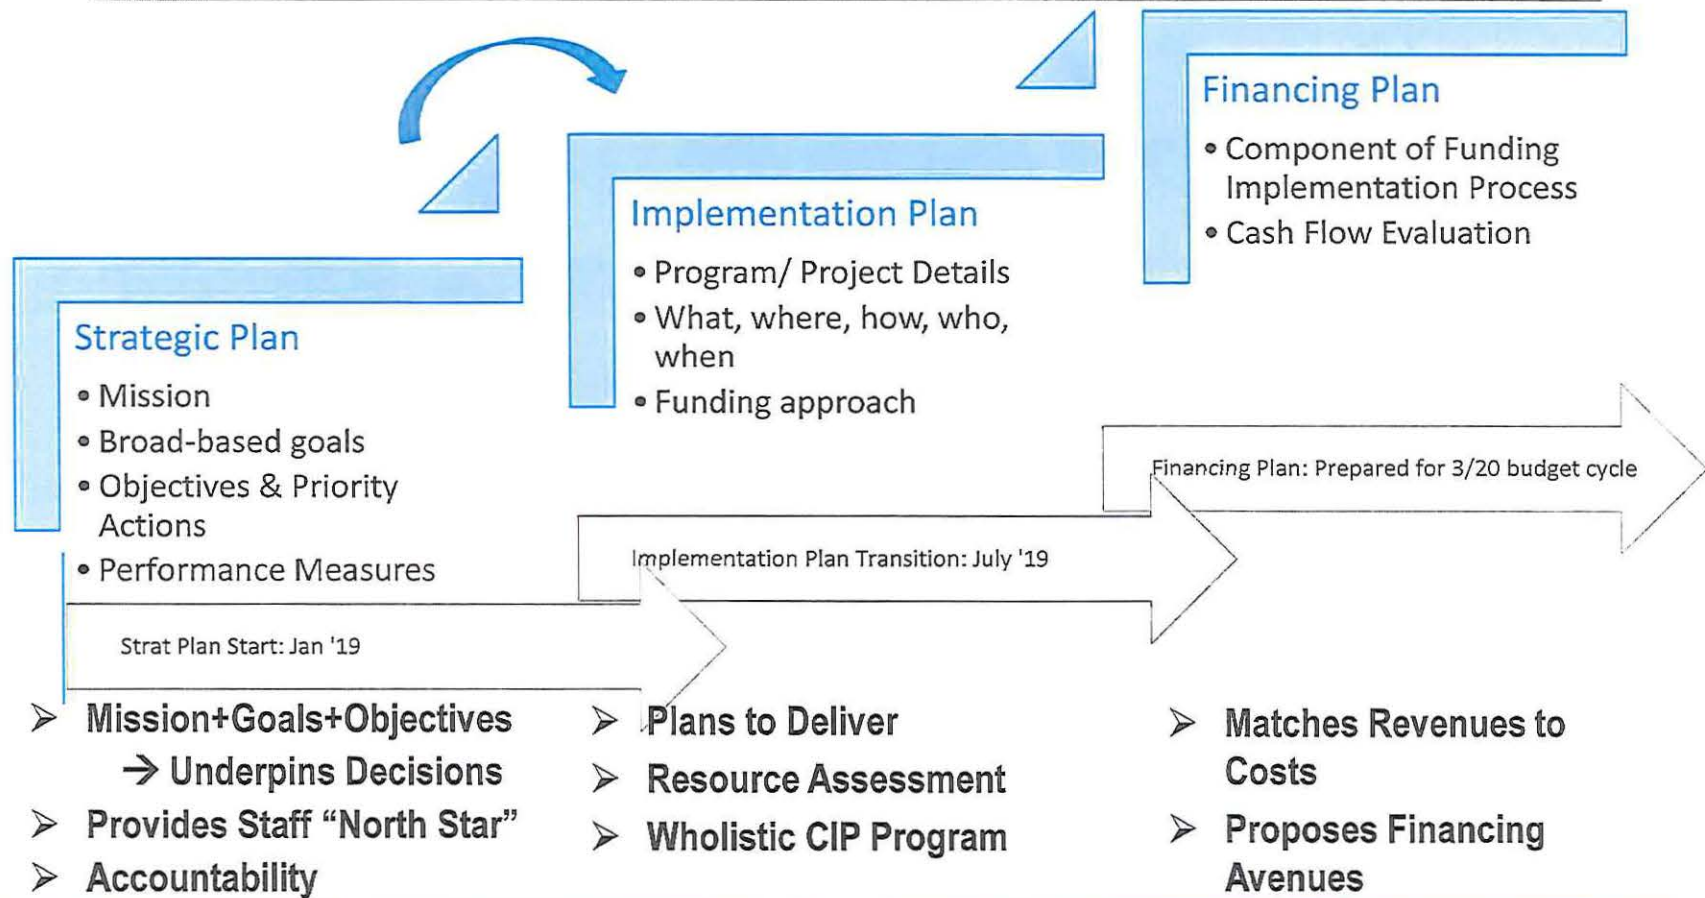 Strategic Plan
• Mission
• Broad-based goals
• Objectives & Priority
Actions
• Performance Measures
Implementation Plan
• Program/ Project Details
• What, where, how, who,
when
• Funding approach
Financing Plan
• Component of Funding
Implementation Process
• Cash Flow Evaluation
Strat Plan Start: Jan '19
Implementation Plan Transition: July '19
Financing Plan: Prepared for 3/20 budget cycle
➢ Mission+Goals+Objectives
→ Underpins Decisions
➢ Provides Staff “North Star”
➢ Accountability
➢ Plans to Deliver
➢ Resource Assessment
➢ Wholistic CIP Program
➢ Matches Revenues to
Costs
➢ Proposes Financing
Avenues